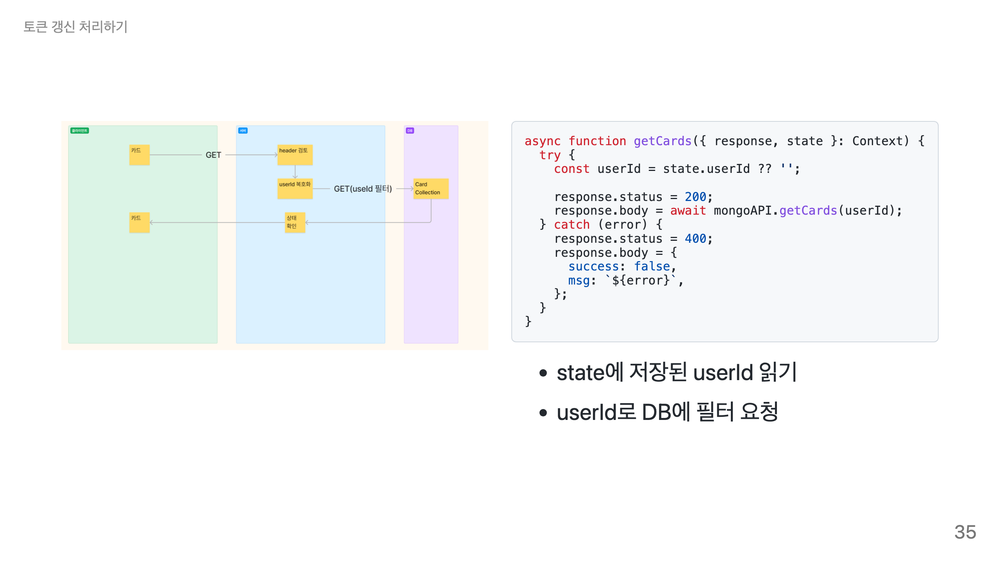 토큰 갱신 처리하기
클라이언트
서버
DB
카드
GET
header 검토
userId 복호화
GET(useId 필터)
Card
Collection
카드
상태
확인
async function getCards({ response, state }: Context) {
  try {
    const userId = state.userId ?? '';

    response.status = 200;
    response.body = await mongoAPI.getCards(userId);
  } catch (error) {
    response.status = 400;
    response.body = {
      success: false,
      msg: `${error}`,
    };
  }
}
• state에 저장된 userId 읽기
• userId로 DB에 필터 요청
35